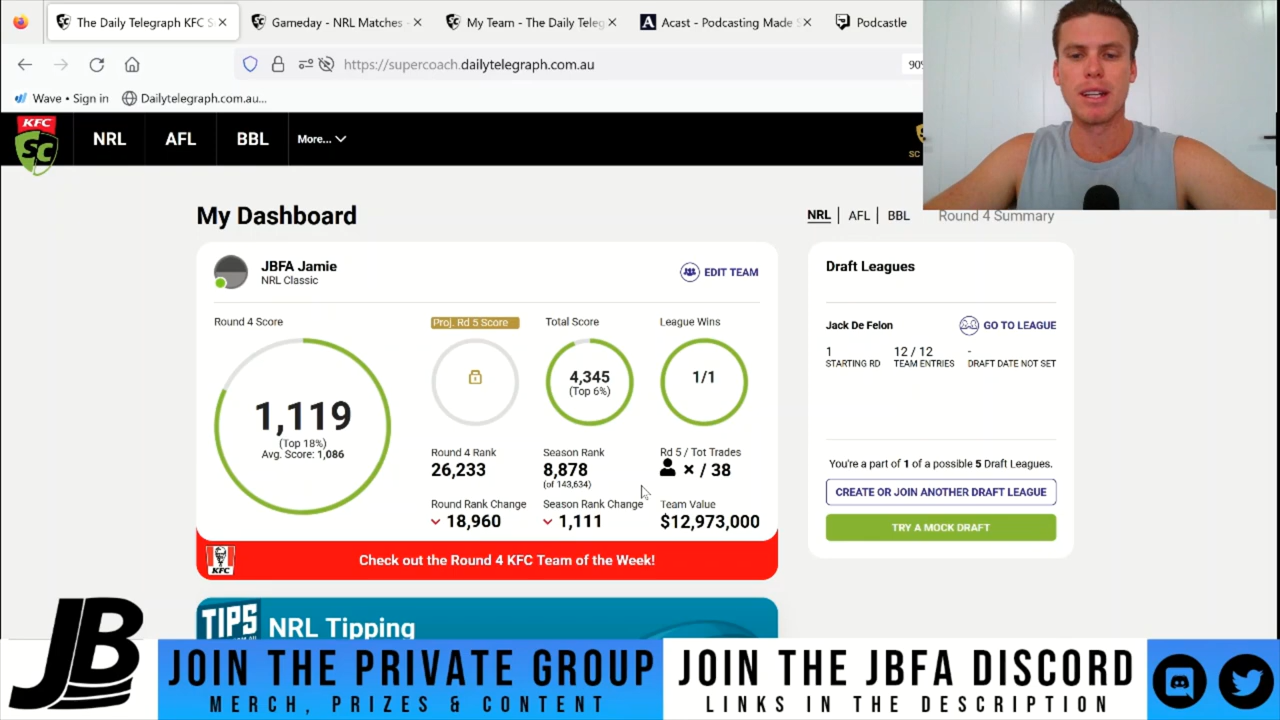 The Daily Telegraph KFC S
Gameday - NRL Matches -
My Team - The Daily Teleg
Acast - Podcasting Made S
Podcastle
https://supercoach.dailytelegraph.com.au
90%
Wave • Sign in
Dailytelegraph.com.au...
KFC
SC
NRL
AFL
BBL
More...
SC
My Dashboard
NRL | AFL | BBL
Round 4 Summary
JBFA Jamie
NRL Classic
EDIT TEAM
Round 4 Score
Proj. Rd 5 Score
Total Score
League Wins
1,119
(Top 18%)
Avg. Score: 1,086
4,345
(Top 6%)
1/1
Round 4 Rank
26,233
Season Rank
8,878
(of 143,634)
Rd 5 / Tot Trades
× / 38
Round Rank Change
18,960
Season Rank Change
1,111
Team Value
$12,973,000
KFC
Check out the Round 4 KFC Team of the Week!
Draft Leagues
Jack De Felon
GO TO LEAGUE
1
STARTING RD
12 / 12
TEAM ENTRIES
-
DRAFT DATE NOT SET
You're a part of 1 of a possible 5 Draft Leagues.
CREATE OR JOIN ANOTHER DRAFT LEAGUE
TRY A MOCK DRAFT
TIPS
NRL Tipping
JB
JOIN THE PRIVATE GROUP
MERCH, PRIZES & CONTENT
JOIN THE JBFA DISCORD
LINKS IN THE DESCRIPTION